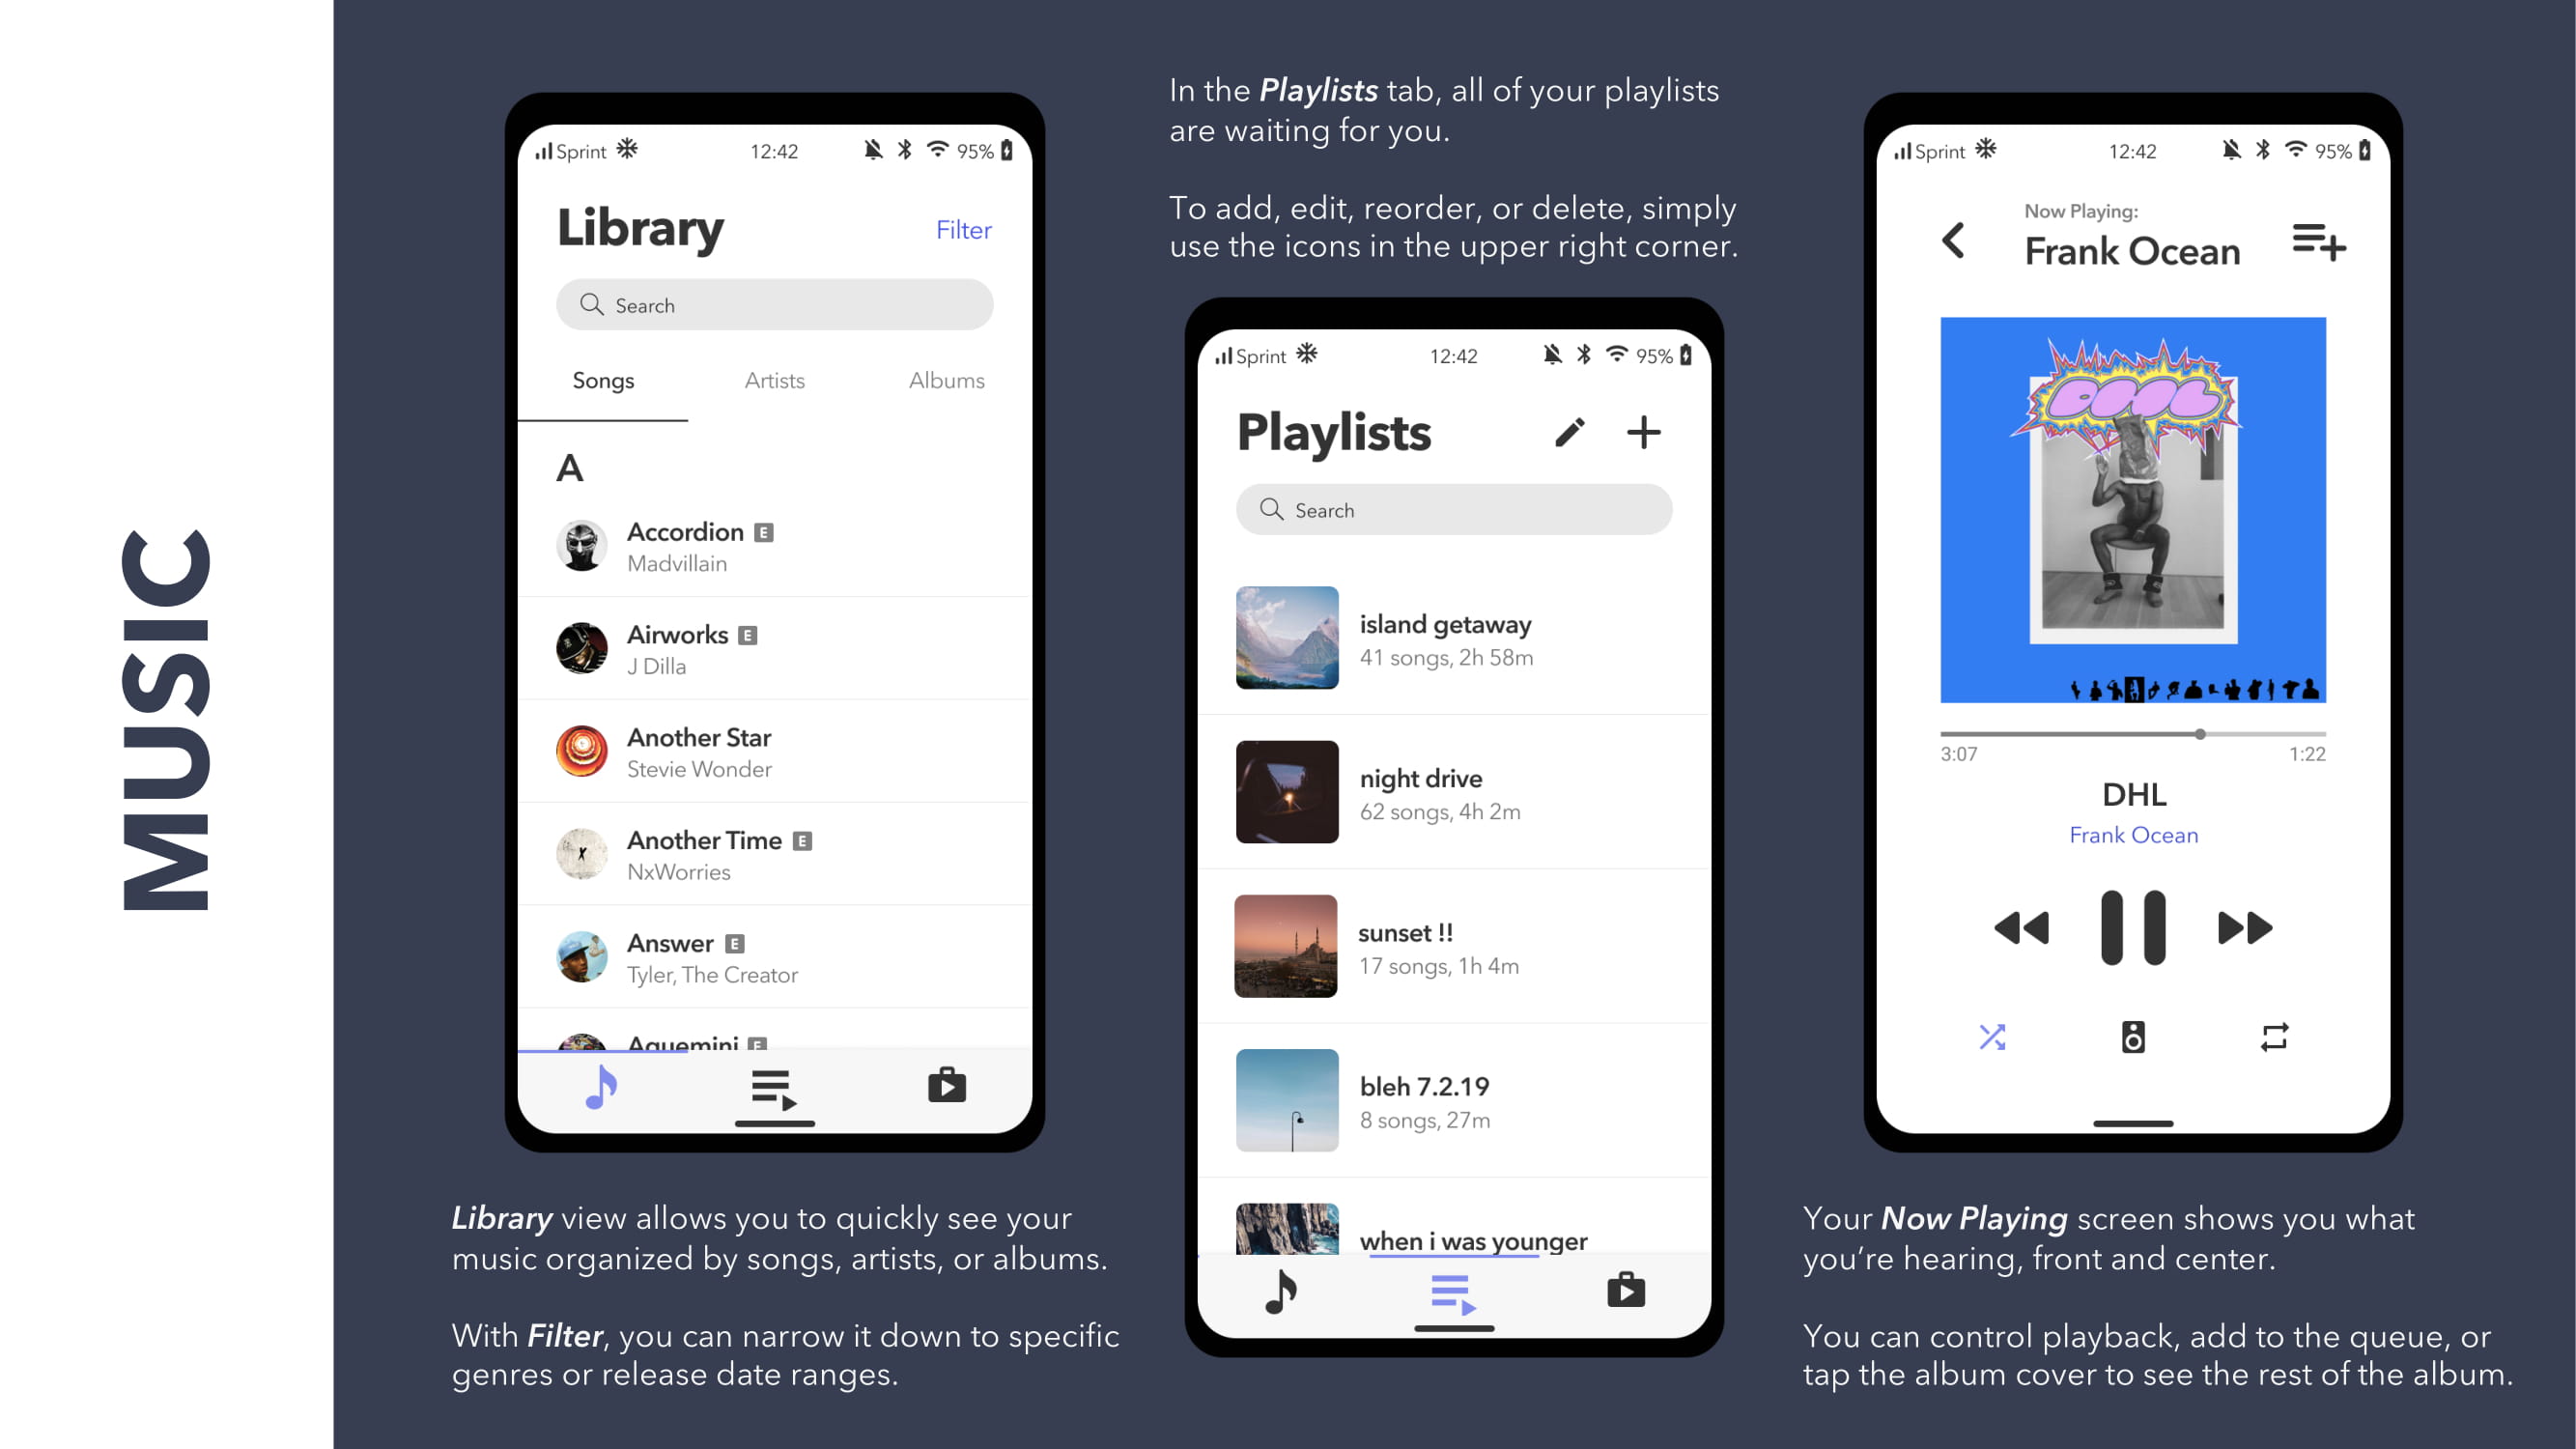 MUSIC
Sprint 12:42 95%
Library Filter
Search
Songs Artists Albums
A
Accordion E
Madvillain
Airworks E
J Dilla
Another Star
Stevie Wonder
Another Time E
NxWorries
Answer E
Tyler, The Creator
Aquemini E
Library view allows you to quickly see your
music organized by songs, artists, or albums.
With Filter, you can narrow it down to specific
genres or release date ranges.
In the Playlists tab, all of your playlists
are waiting for you.
To add, edit, reorder, or delete, simply
use the icons in the upper right corner.
Sprint 12:42 95%
Playlists
Search
island getaway
41 songs, 2h 58m
night drive
62 songs, 4h 2m
sunset !!
17 songs, 1h 4m
bleh 7.2.19
8 songs, 27m
when i was younger
Sprint 12:42 95%
Now Playing:
Frank Ocean
DHL
3:07 1:22
DHL
Frank Ocean
Your Now Playing screen shows you what
you're hearing, front and center.
You can control playback, add to the queue, or
tap the album cover to see the rest of the album.